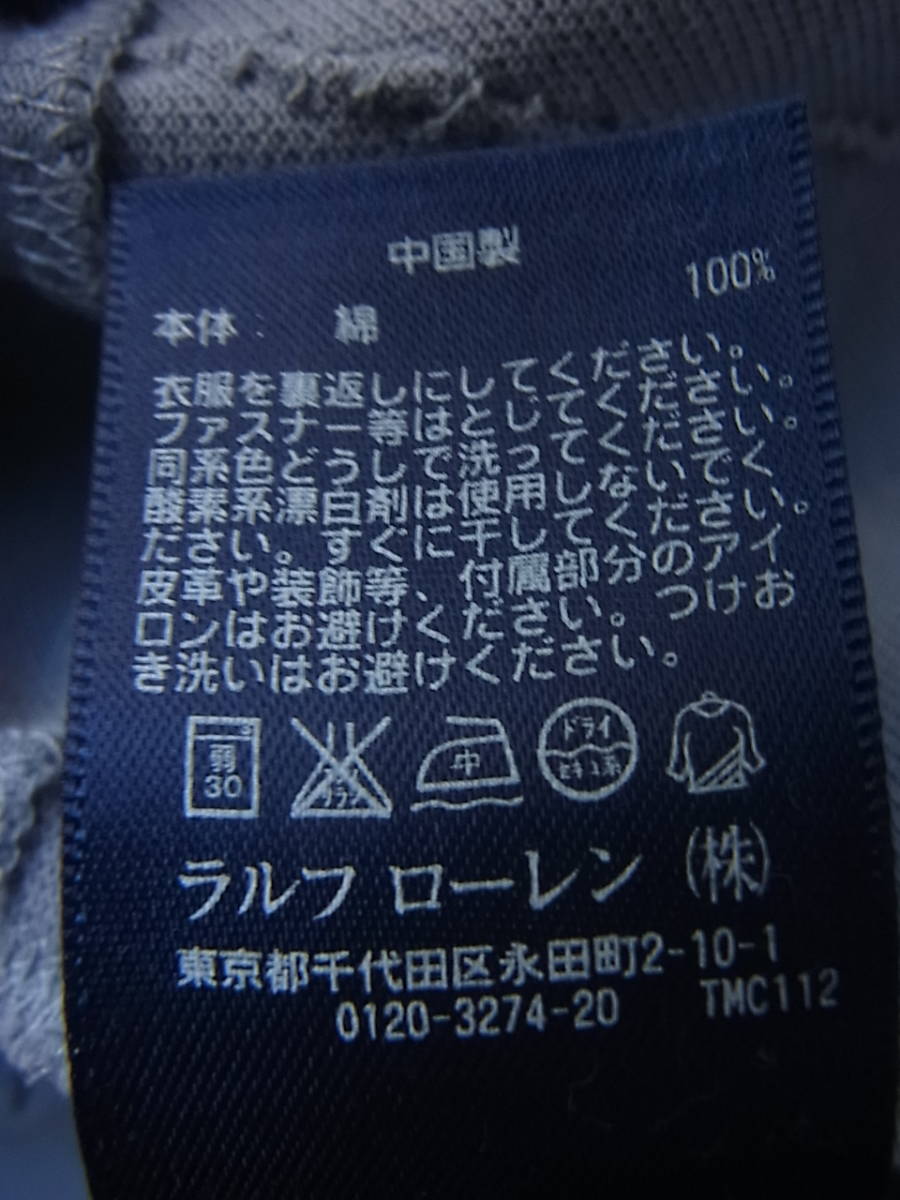 中国製
本体： 綿 100%
衣服を裏返しにしてください。
ファスナー等はとじてください。
同系色どうしで洗ってください。
酸素系漂白剤は使用しないでく
ださい。すぐに干してください。
皮革や装飾等、付属部分のアイ
ロンはお避けください。つけお
き洗いはお避けください。
弱
30
中
ドライ
セキユ系
ラルフ ローレン (株)
東京都千代田区永田町2-10-1
0120-3274-20 TMC112